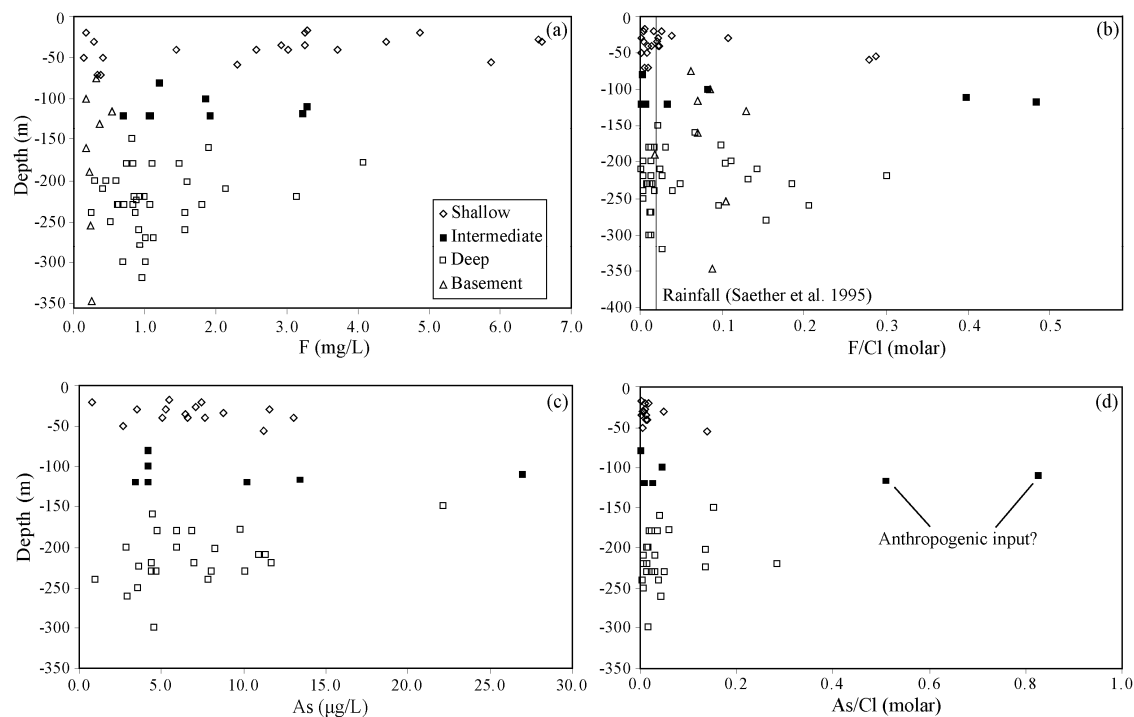 (a)
0
-50
-100
-150
-200
-250
-300
-350
Depth (m)
0.0 1.0 2.0 3.0 4.0 5.0 6.0 7.0
F (mg/L)
Shallow
Intermediate
Deep
Basement
(b)
0
-50
-100
-150
-200
-250
-300
-350
-400
Rainfall (Saether et al. 1995)
0.0 0.1 0.2 0.3 0.4 0.5
F/Cl (molar)
(c)
0
-50
-100
-150
-200
-250
-300
-350
Depth (m)
0.0 5.0 10.0 15.0 20.0 25.0 30.0
As (µg/L)
(d)
0
-50
-100
-150
-200
-250
-300
-350
Anthropogenic input?
0.0 0.2 0.4 0.6 0.8 1.0
As/Cl (molar)